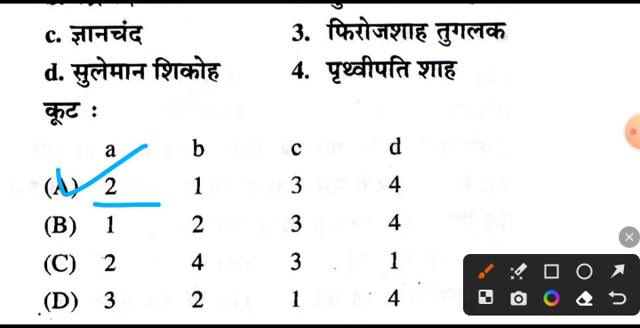 c. ज्ञानचंद 3. फिरोजशाह तुगलक
d. सुलेमान शिकोह 4. पृथ्वीपति शाह
कूट :
a b c d
(A) 2 1 3 4
(B) 1 2 3 4
(C) 2 4 3 1
(D) 3 2 1 4